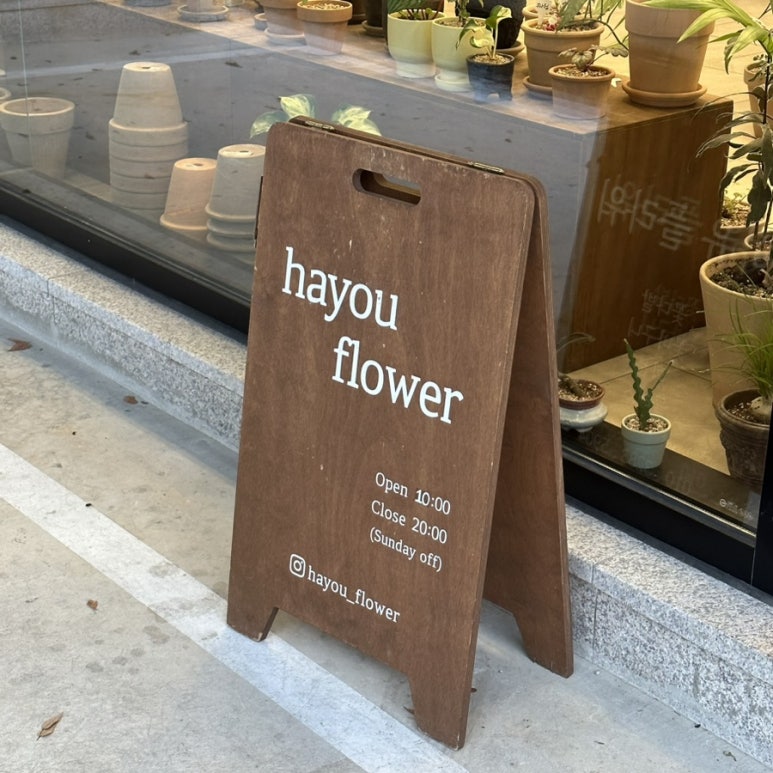 hayou
flower
Open 10:00
Close 20:00
(Sunday off)
hayou_flower